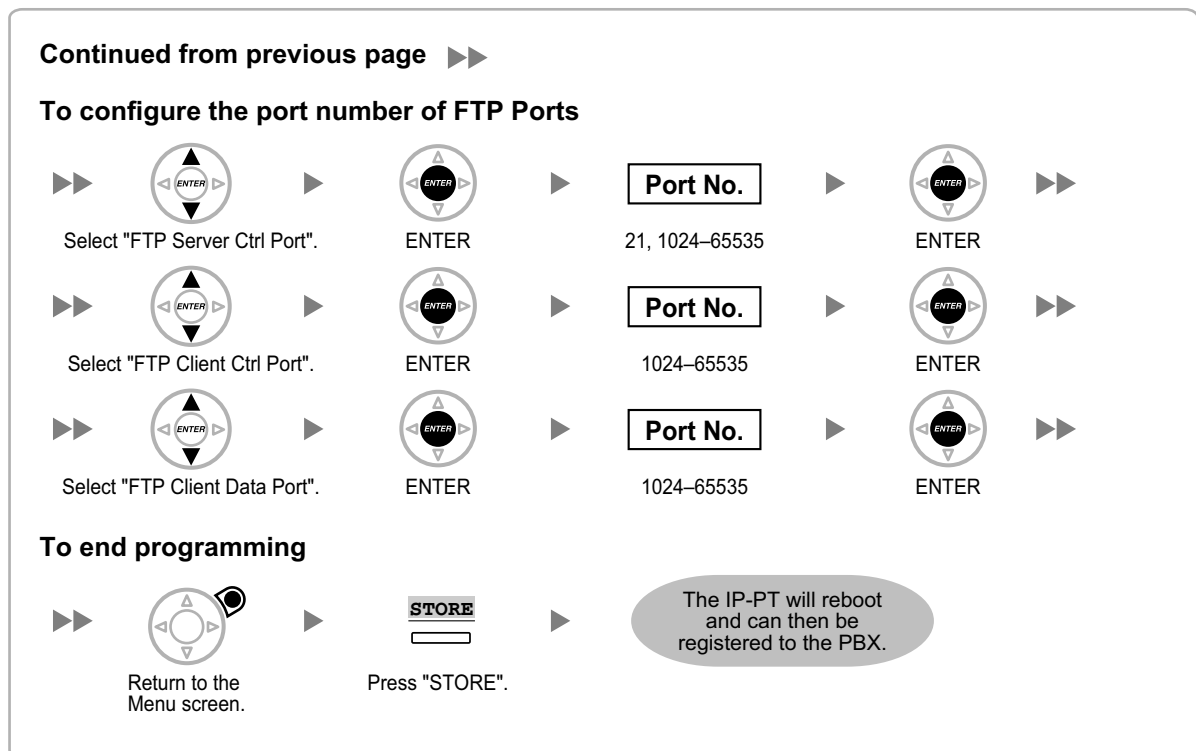 Continued from previous page
To configure the port number of FTP Ports
ENTER ENTER Port No. ENTER
Select "FTP Server Ctrl Port". ENTER 21, 1024–65535 ENTER
ENTER ENTER Port No. ENTER
Select "FTP Client Ctrl Port". ENTER 1024–65535 ENTER
ENTER ENTER Port No. ENTER
Select "FTP Client Data Port". ENTER 1024–65535 ENTER
To end programming
STORE
The IP-PT will reboot
and can then be
registered to the PBX.
Return to the
Menu screen.
Press "STORE".